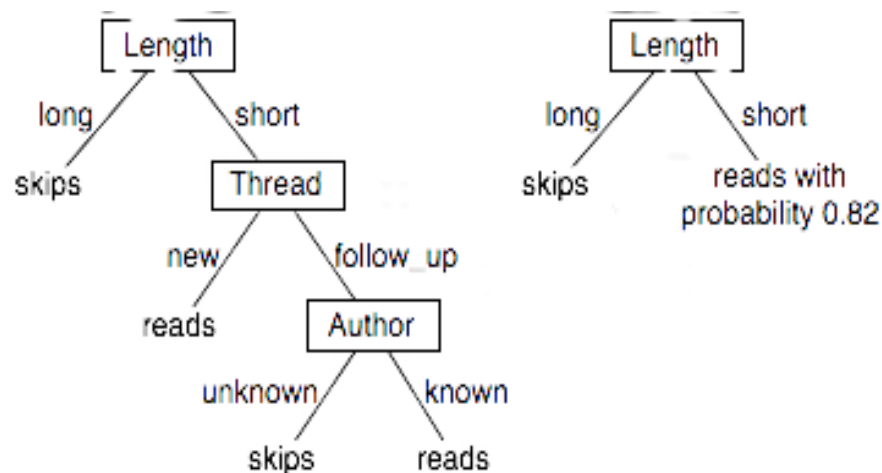 Length
long
short
skips
Thread
new
follow_up
reads
Author
unknown
known
skips
reads
Length
long
short
skips
reads with
probability 0.82